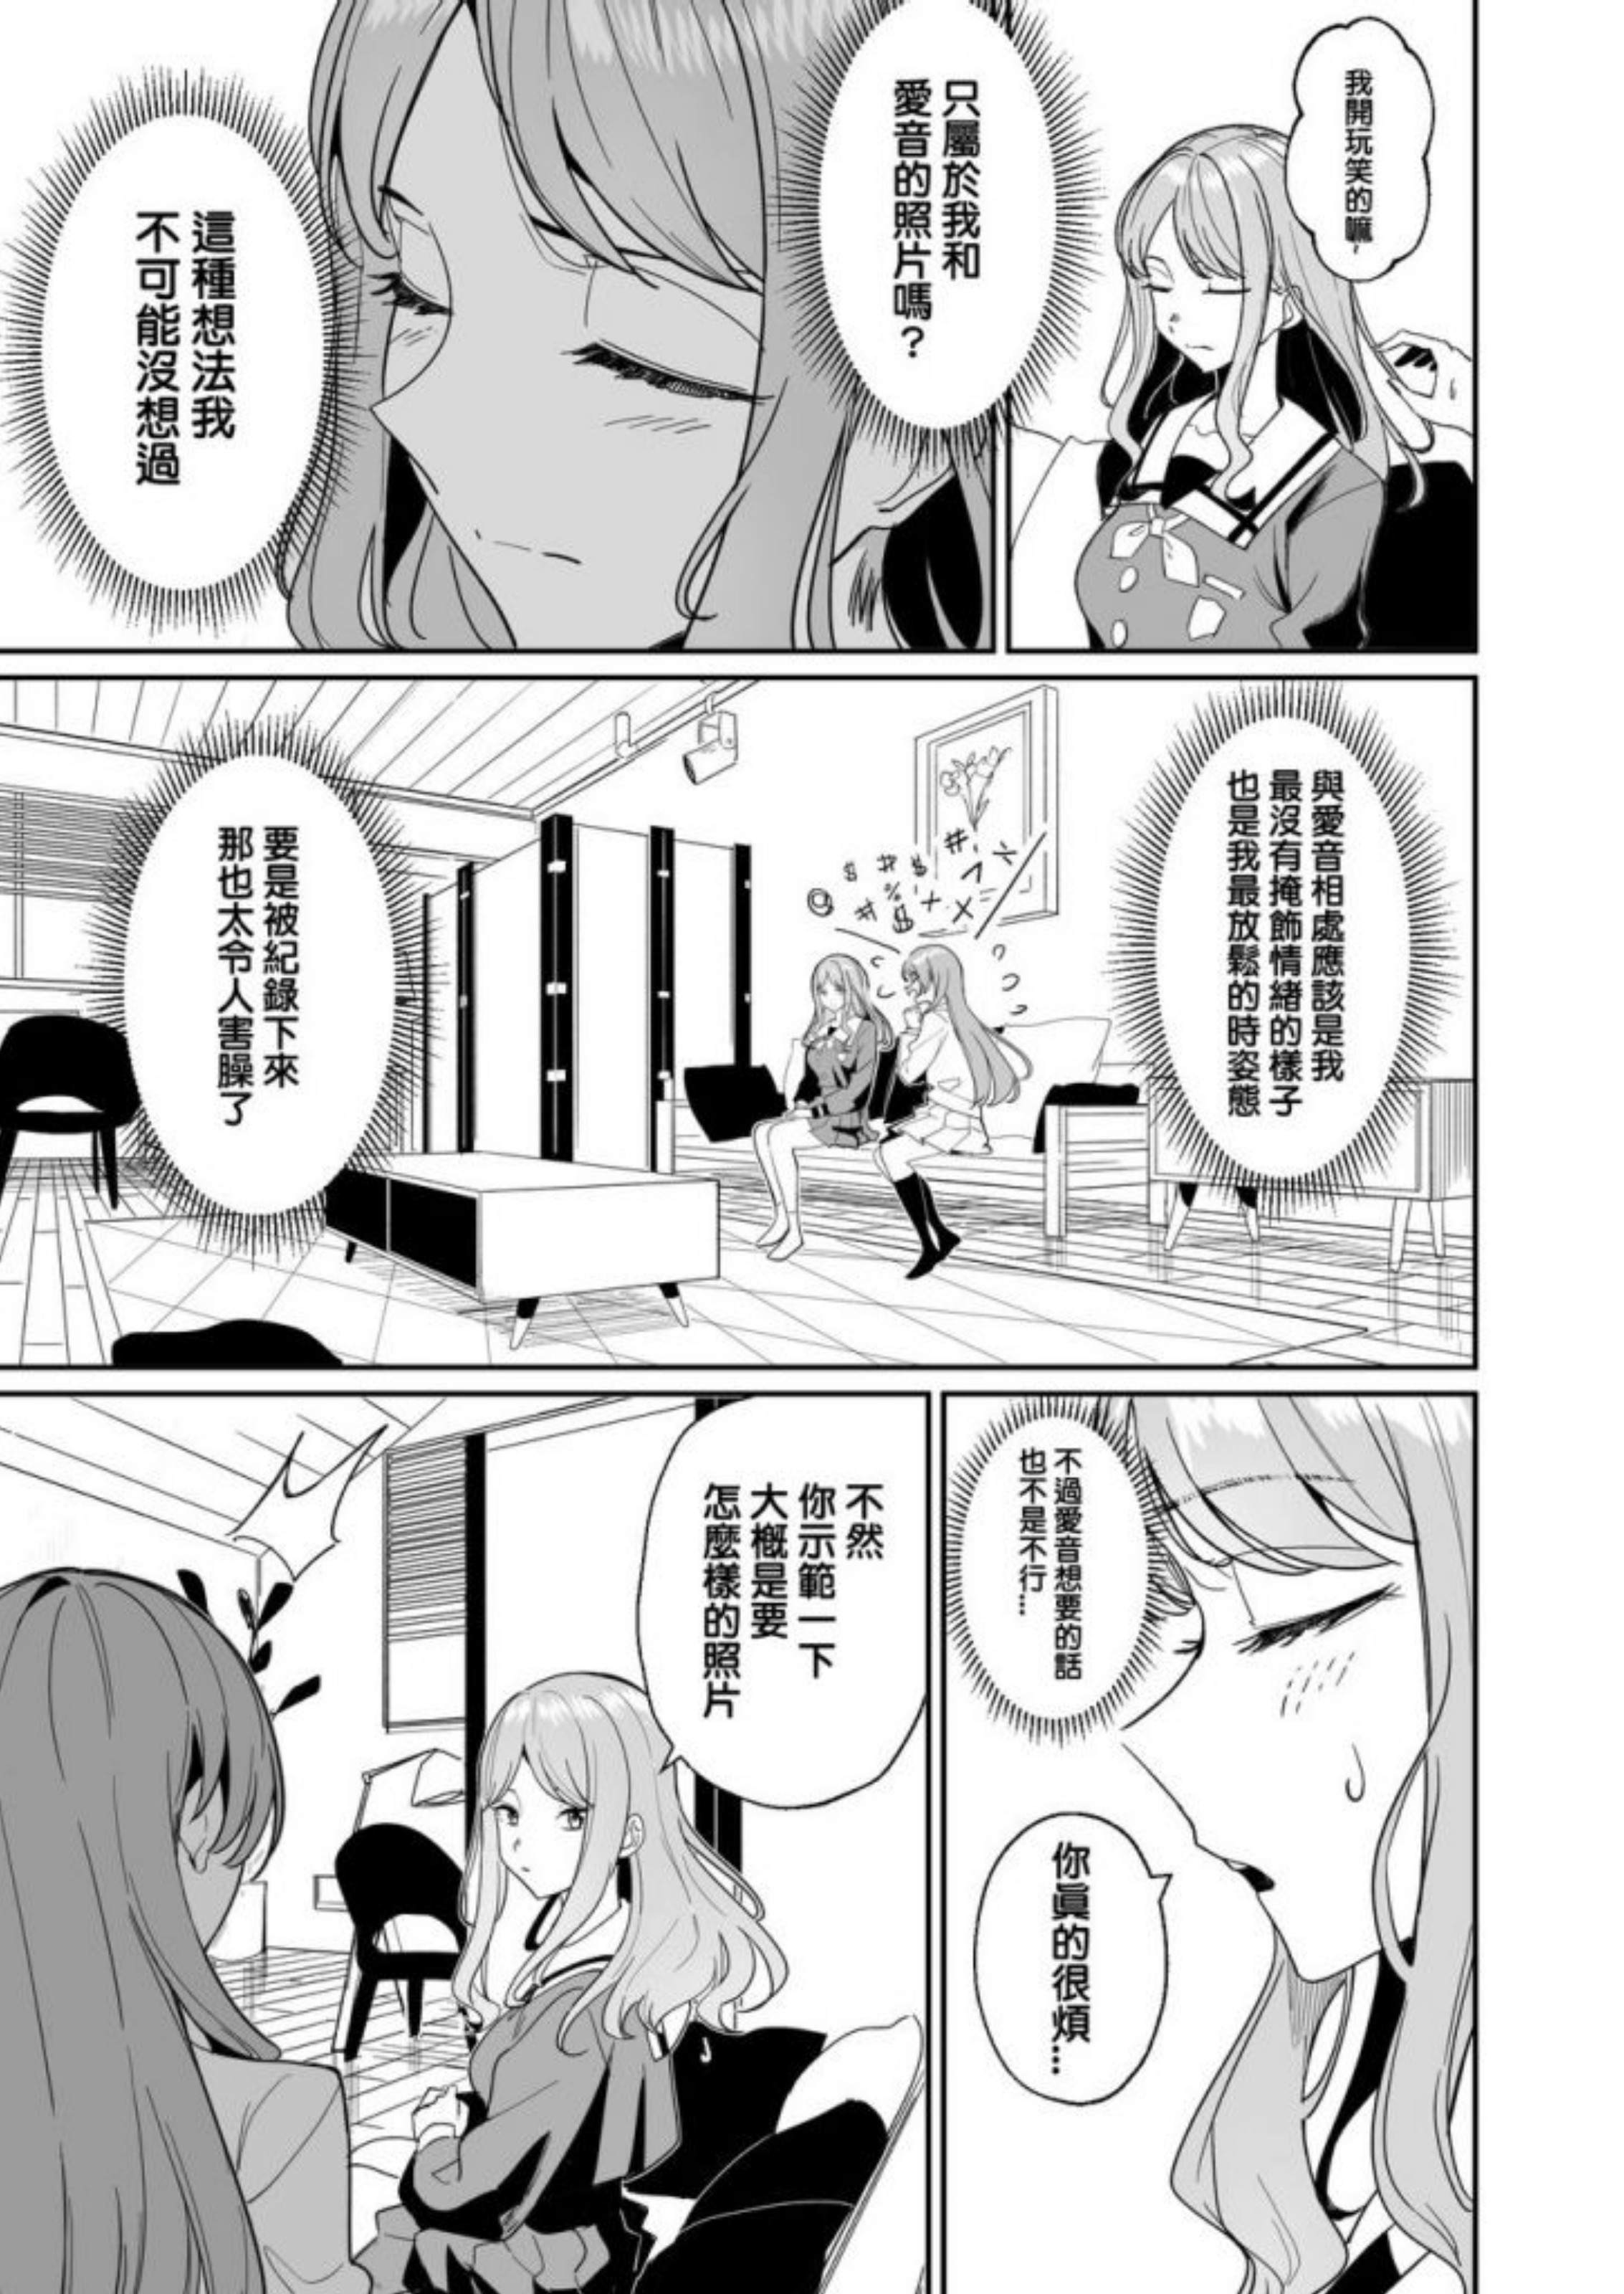 我開玩笑的嘛~
只屬於我和
愛音的照片嗎?
這種想法我
不可能沒想過
與愛音相處應該是我
最沒有掩飾情緒的樣子
也是我最放鬆的時姿態
要是被紀錄下來
那也太令人害臊了
不過愛音想要的話
也不是不行…
你真的很煩…
不然
你示範一下
大概是要
怎麼樣的照片